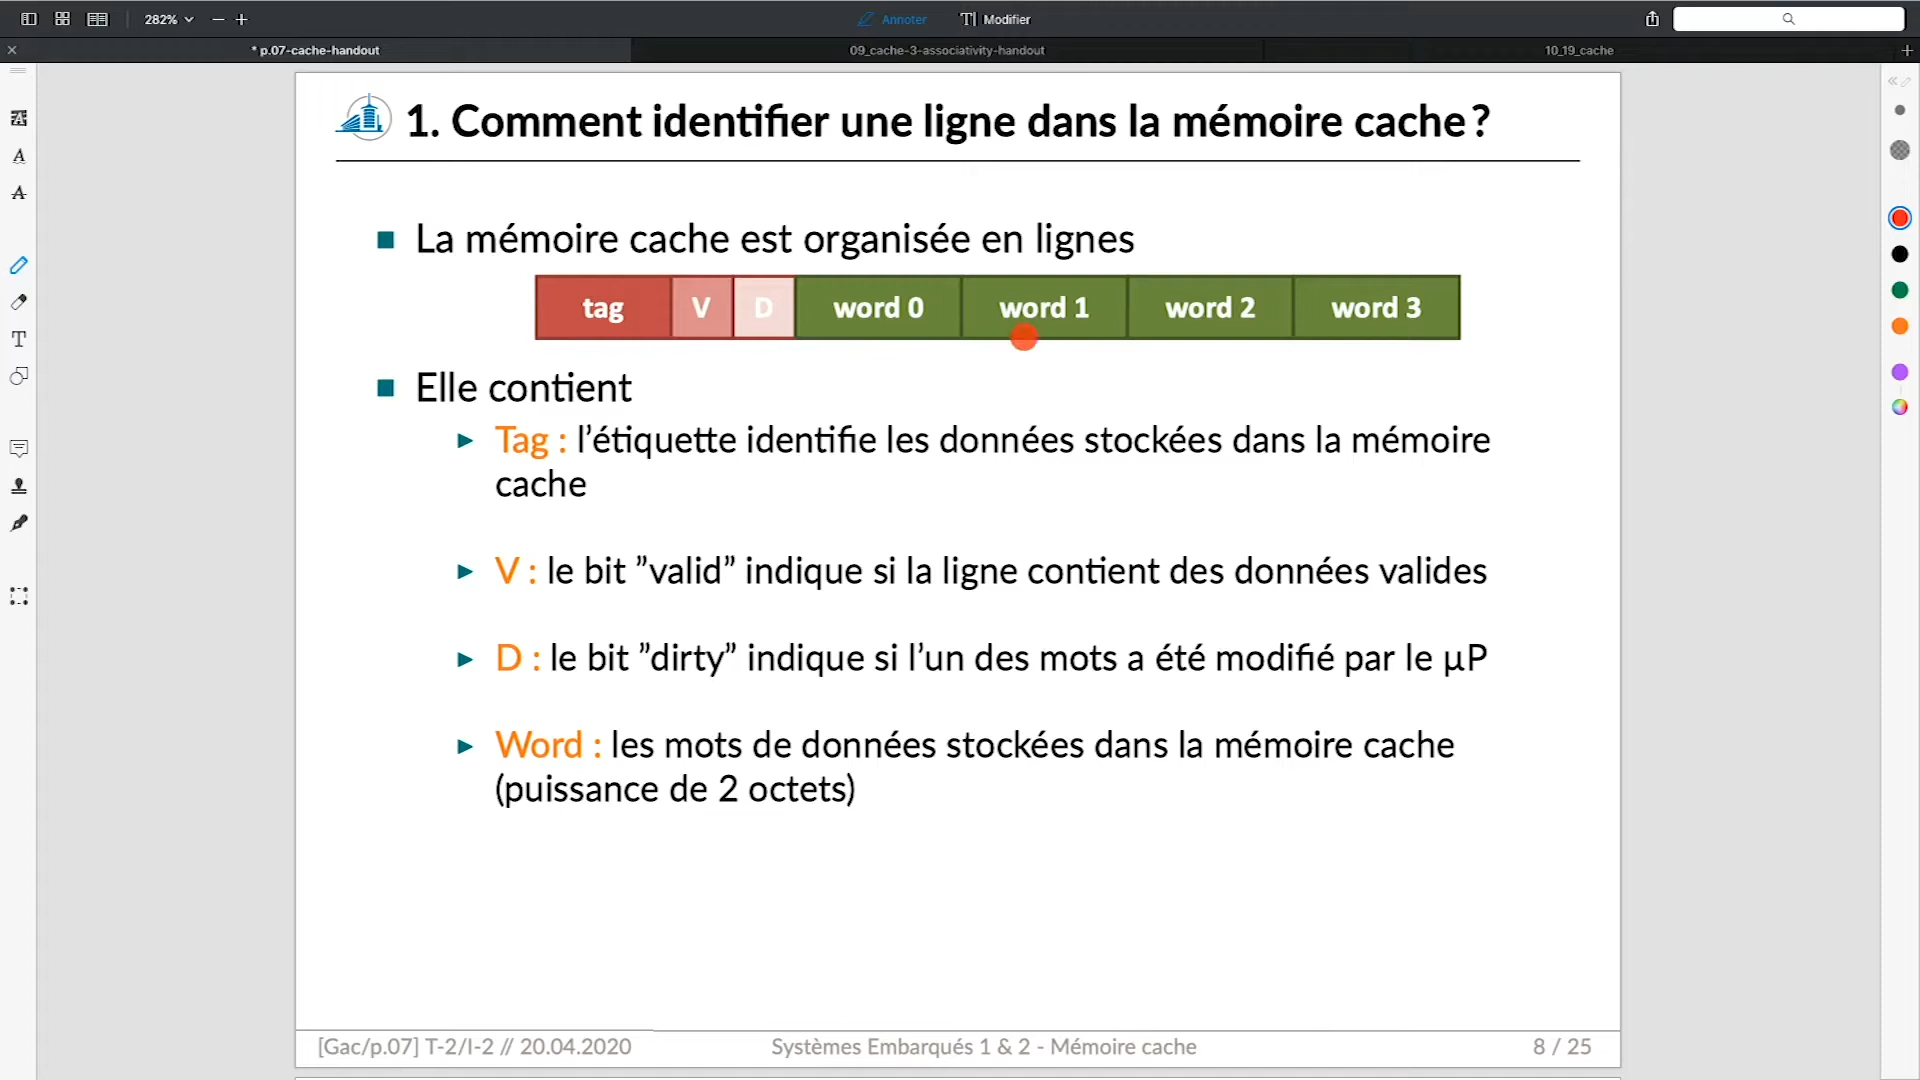 282%
Annoter
Modifier
* p.07-cache-handout
09_cache-3-associativity-handout
10_19_cache
1. Comment identifier une ligne dans la mémoire cache ?
La mémoire cache est organisée en lignes
tag V D word 0 word 1 word 2 word 3
Elle contient
Tag : l’étiquette identifie les données stockées dans la mémoire
cache
V : le bit ”valid” indique si la ligne contient des données valides
D : le bit ”dirty” indique si l’un des mots a été modifié par le µP
Word : les mots de données stockées dans la mémoire cache
(puissance de 2 octets)
[Gac/p.07] T-2/I-2 // 20.04.2020
Systèmes Embarqués 1 & 2 - Mémoire cache
8 / 25